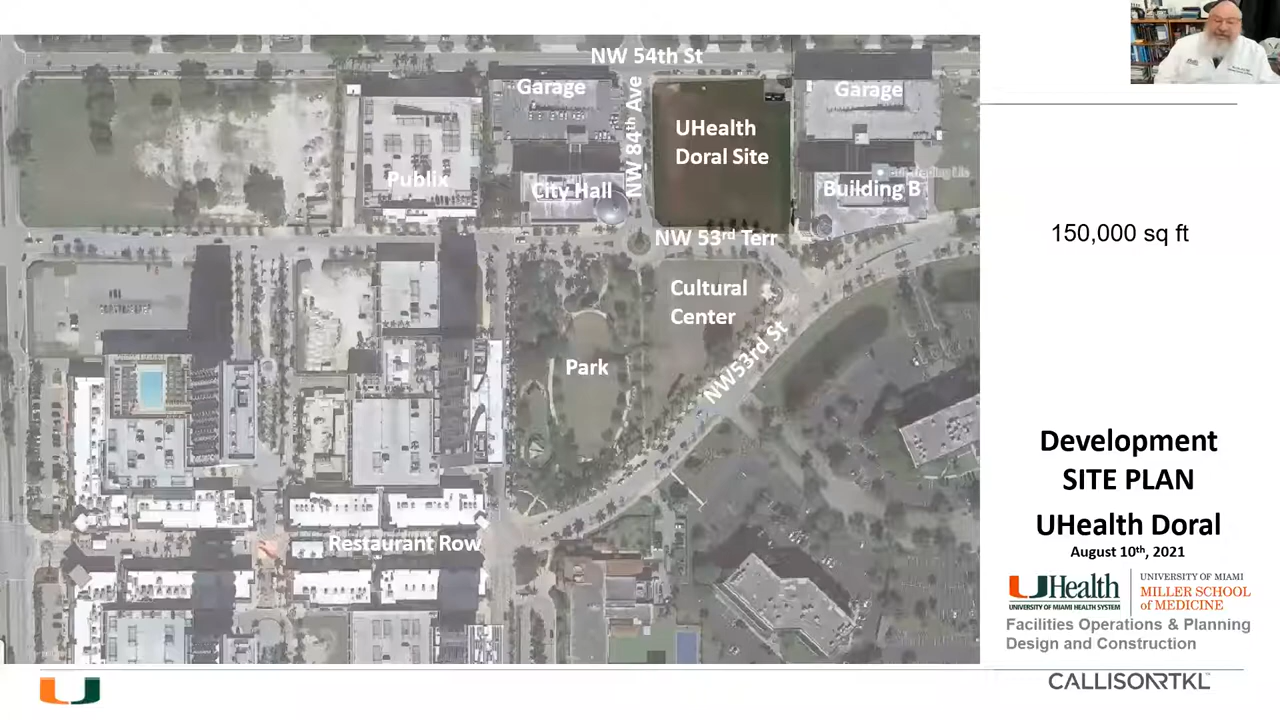 NW 54th St
Garage
Garage
NW 84th Ave
UHealth
Doral Site
Publix
City Hall
Building B
NW 53rd Terr
Cultural
Center
Park
NW53rd St
Restaurant Row
150,000 sq ft
Development
SITE PLAN
UHealth Doral
August 10th, 2021
UHealth
UNIVERSITY OF MIAMI HEALTH SYSTEM
UNIVERSITY OF MIAMI
MILLER SCHOOL
of MEDICINE
Facilities Operations & Planning
Design and Construction
CALLISONRTKL™